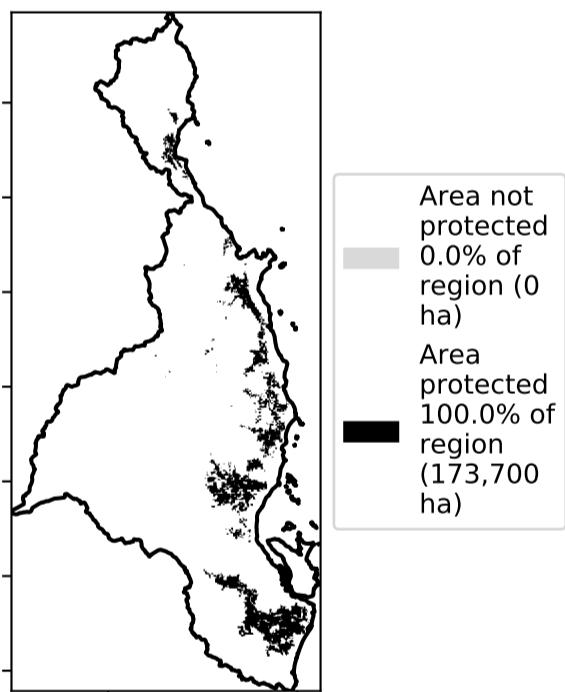 Area not
protected
0.0% of
region (0
ha)
Area
protected
100.0% of
region
(173,700
ha)